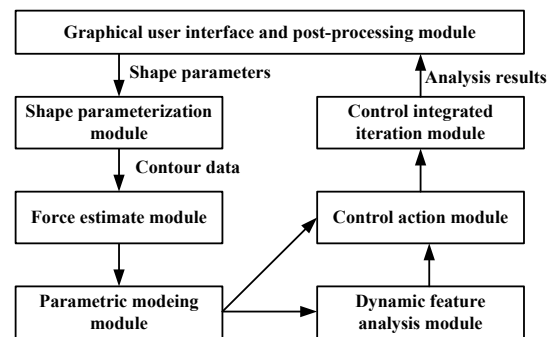 Graphical user interface and post-processing module
Shape parameters
Analysis results
Shape parameterization
module
Control integrated
iteration module
Contour data
Force estimate module
Control action module
Parametric modeing
module
Dynamic feature
analysis module